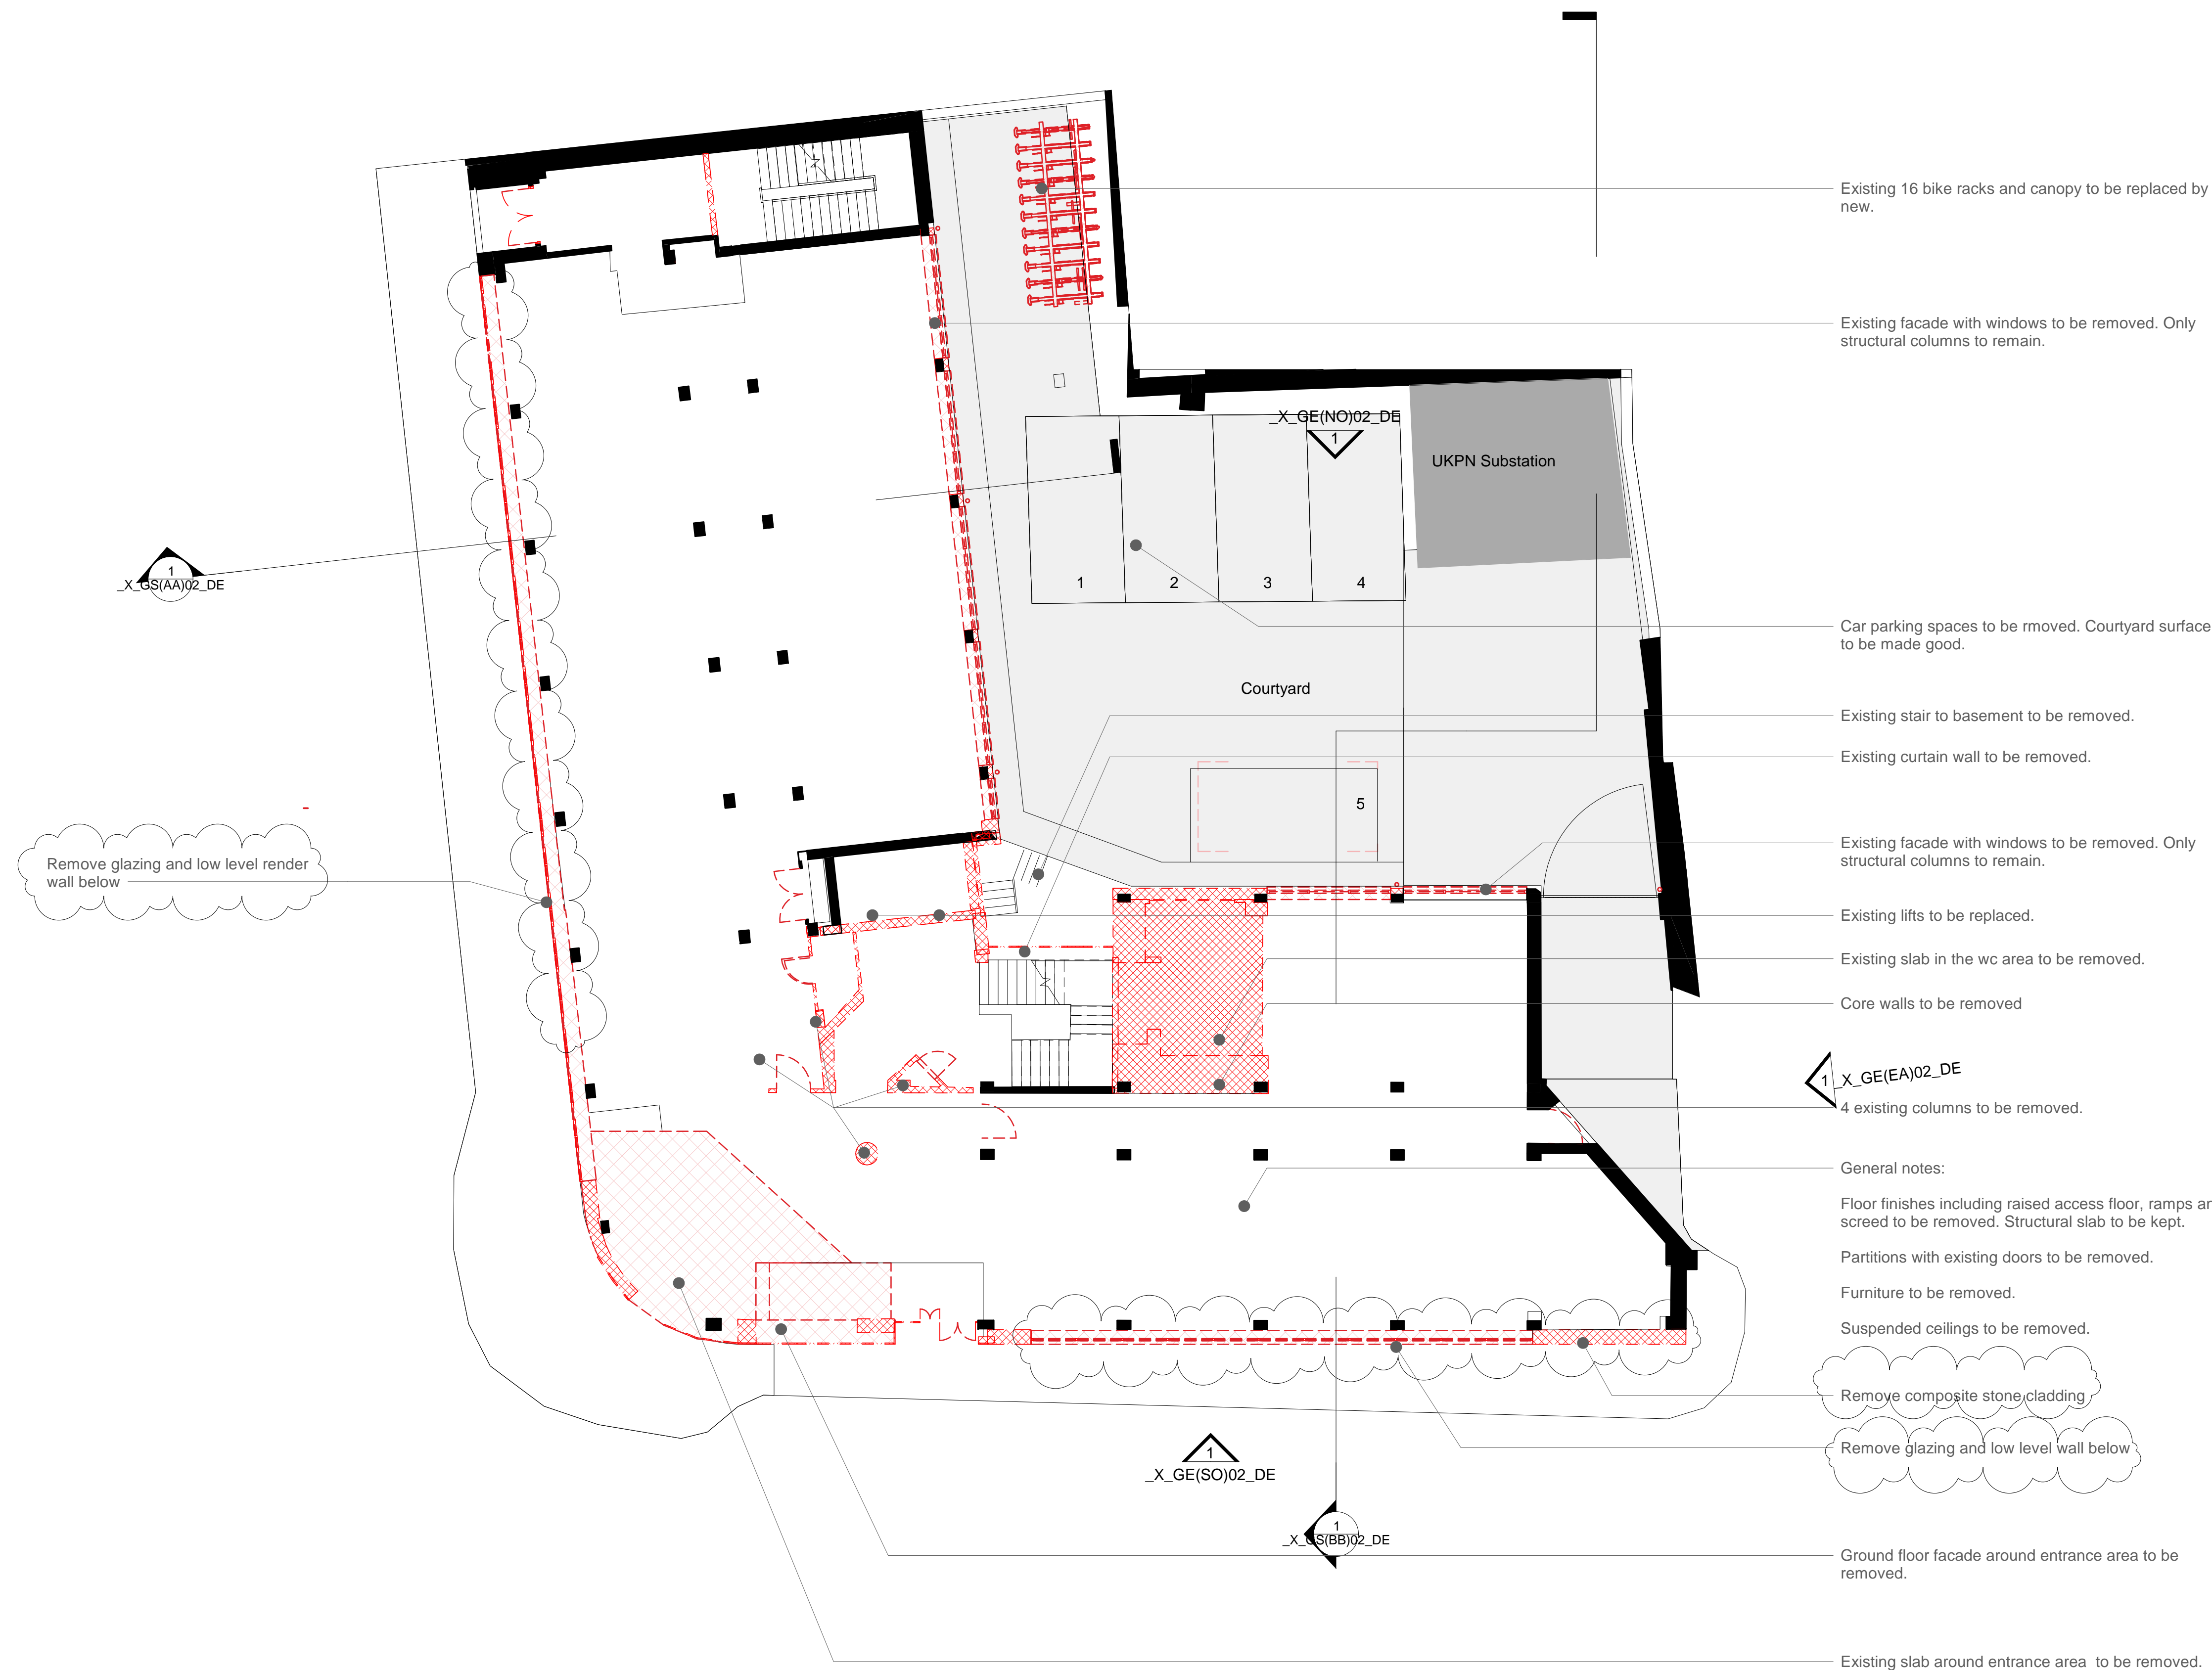 Existing 16 bike racks and canopy to be replaced by
new.
Existing facade with windows to be removed. Only
structural columns to remain.
_X_GE(NO)02_DE
1
UKPN Substation
1
_X_GS(AA)02_DE
1
2
3
4
Car parking spaces to be rmoved. Courtyard surface
to be made good.
Courtyard
Existing stair to basement to be removed.
Existing curtain wall to be removed.
5
Existing facade with windows to be removed. Only
structural columns to remain.
Remove glazing and low level render
wall below
Existing lifts to be replaced.
Existing slab in the wc area to be removed.
Core walls to be removed
1
_X_GE(EA)02_DE
4 existing columns to be removed.
General notes:
Floor finishes including raised access floor, ramps
screed to be removed. Structural slab to be kept.
Partitions with existing doors to be removed.
Furniture to be removed.
Suspended ceilings to be removed.
Remove composite stone cladding
Remove glazing and low level wall below
1
_X_GE(SO)02_DE
1
_X_GS(BB)02_DE
Ground floor facade around entrance area to be
removed.
Existing slab around entrance area to be removed.